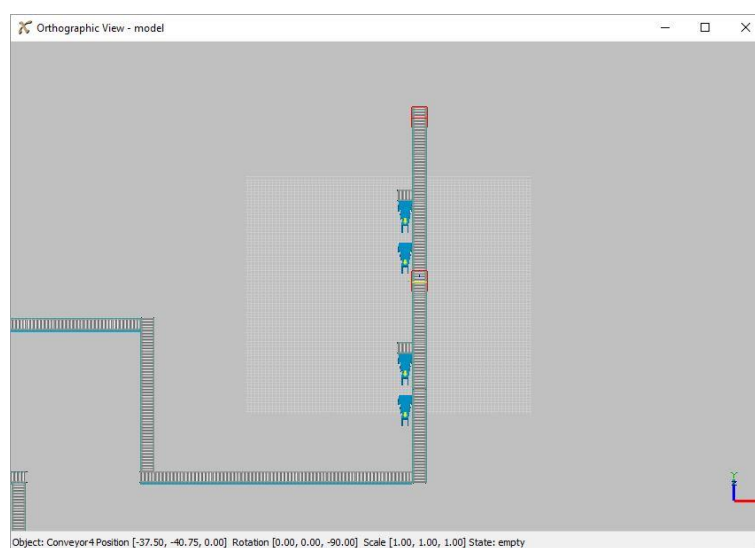 Orthographic View - model
Y
Z
Object: Conveyor4 Position [-37.50, -40.75, 0.00] Rotation [0.00, 0.00, -90.00] Scale [1.00, 1.00, 1.00] State: empty